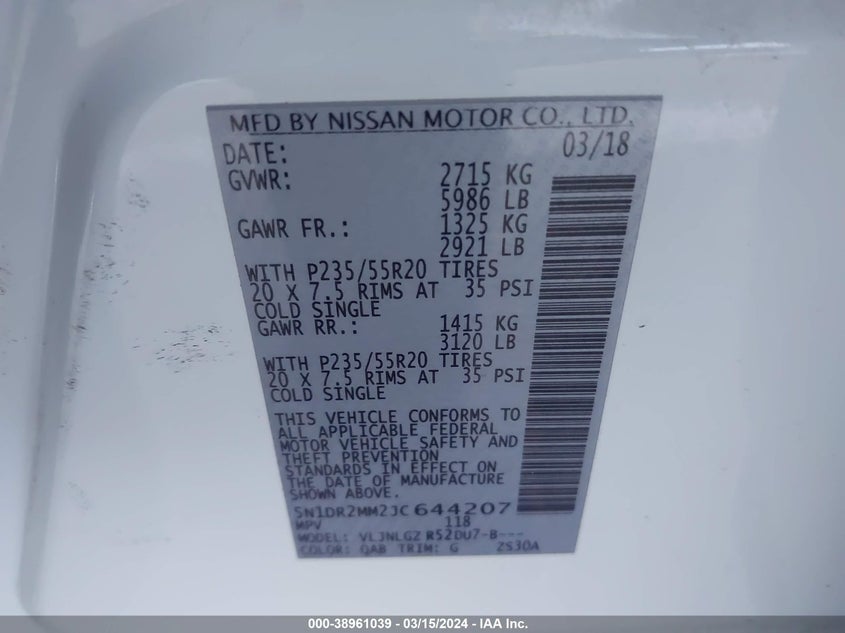 MFD BY NISSAN MOTOR CO., LTD.
DATE: 03/18
GVWR: 2715 KG
5986 LB
GAWR FR.: 1325 KG
2921 LB
WITH P235/55R20 TIRES
20 X 7.5 RIMS AT 35 PSI
COLD SINGLE
GAWR RR.: 1415 KG
3120 LB
WITH P235/55R20 TIRES
20 X 7.5 RIMS AT 35 PSI
COLD SINGLE
THIS VEHICLE CONFORMS TO
ALL APPLICABLE FEDERAL
MOTOR VEHICLE SAFETY AND
THEFT PREVENTION
STANDARDS IN EFFECT ON
THE DATE OF MANUFACTURE
SHOWN ABOVE.
5N1DR2MM2JC644207
MPV 118
MODEL: VLJNLGZ R52DU7-B---
COLOR: QAB TRIM: G 2S30A
000-38961039 - 03/15/2024 - IAA Inc.